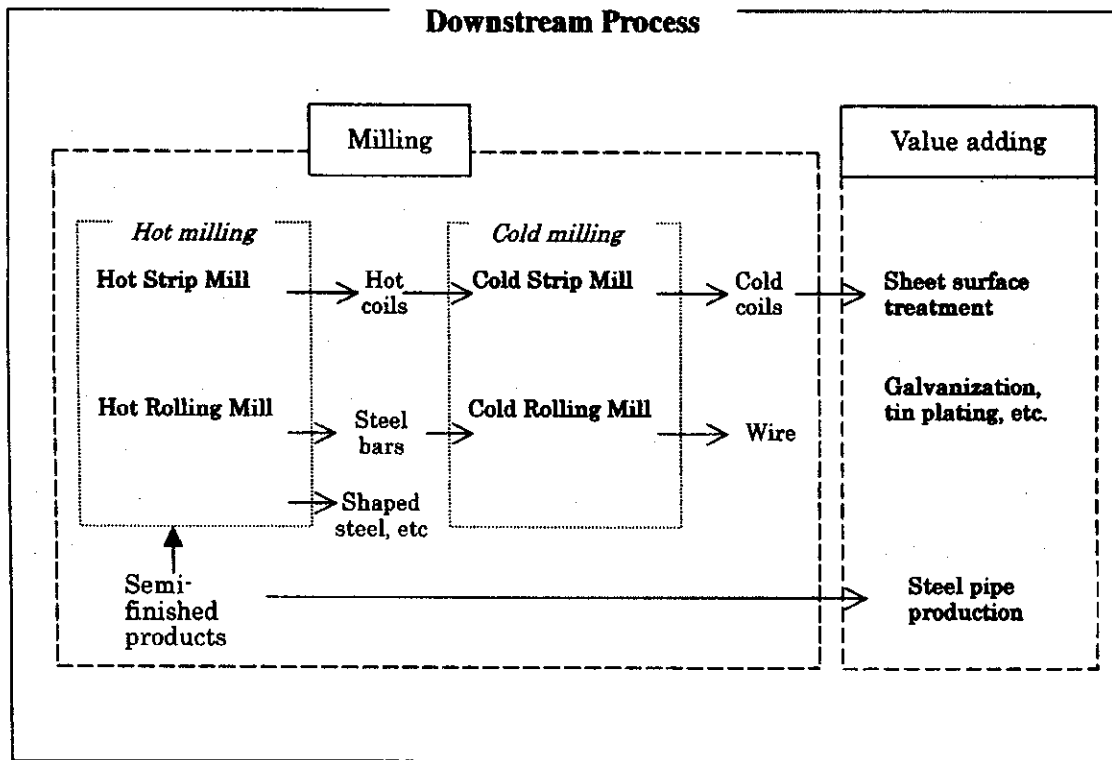 Downstream Process
Milling
Value adding
Hot milling
Cold milling
Hot Strip Mill
Hot
coils
Cold Strip Mill
Cold
coils
Sheet surface
treatment
Hot Rolling Mill
Steel
bars
Cold Rolling Mill
Wire
Galvanization,
tin plating, etc.
Shaped
steel, etc
Semi-
finished
products
Steel pipe
production